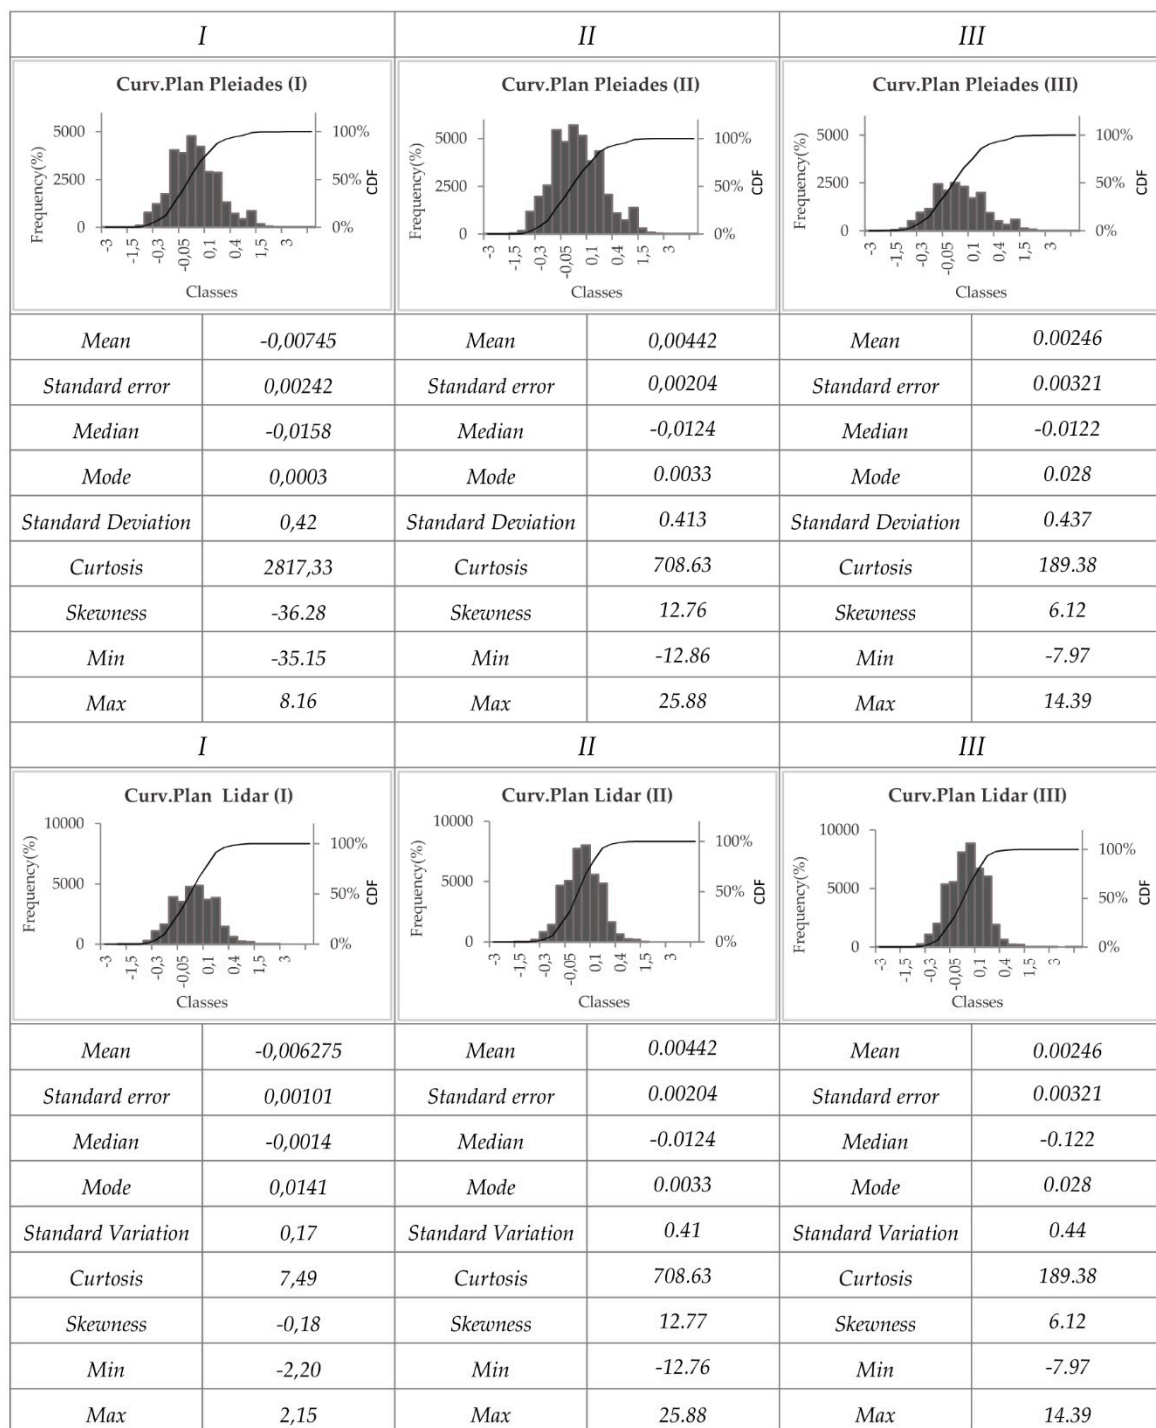 I II III
Curv.Plan Pleiades (I)
Frequency(%)
5000
2500
0
100%
50%
0%
CDF
-3 -1,5 -0,3 -0,05 0,1 0,4 1,5 3
Classes
Curv.Plan Pleiades (II)
Frequency(%)
5000
2500
0
100%
50%
0%
CDF
-3 -1,5 -0,3 -0,05 0,1 0,4 1,5 3
Classes
Curv.Plan Pleiades (III)
Frequency(%)
5000
2500
0
100%
50%
0%
CDF
-3 -1,5 -0,3 -0,05 0,1 0,4 1,5 3
Classes
Mean -0,00745 Mean 0,00442 Mean 0.00246
Standard error 0,00242 Standard error 0,00204 Standard error 0.00321
Median -0,0158 Median -0,0124 Median -0.0122
Mode 0,0003 Mode 0.0033 Mode 0.028
Standard Deviation 0,42 Standard Deviation 0.413 Standard Deviation 0.437
Curtosis 2817,33 Curtosis 708.63 Curtosis 189.38
Skewness -36.28 Skewness 12.76 Skewness 6.12
Min -35.15 Min -12.86 Min -7.97
Max 8.16 Max 25.88 Max 14.39
I II III
Curv.Plan Lidar (I)
Frequency(%)
10000
5000
0
100%
50%
0%
CDF
-3 -1,5 -0,3 -0,05 0,1 0,4 1,5 3
Classes
Curv.Plan Lidar (II)
Frequency(%)
10000
5000
0
100%
50%
0%
CDF
-3 -1,5 -0,3 -0,05 0,1 0,4 1,5 3
Classes
Curv.Plan Lidar (III)
Frequency(%)
10000
5000
0
100%
50%
0%
CDF
-3 -1,5 -0,3 -0,05 0,1 0,4 1,5 3
Classes
Mean -0,006275 Mean 0.00442 Mean 0.00246
Standard error 0,00101 Standard error 0.00204 Standard error 0.00321
Median -0,0014 Median -0.0124 Median -0.122
Mode 0,0141 Mode 0.0033 Mode 0.028
Standard Variation 0,17 Standard Variation 0.41 Standard Variation 0.44
Curtosis 7,49 Curtosis 708.63 Curtosis 189.38
Skewness -0,18 Skewness 12.77 Skewness 6.12
Min -2,20 Min -12.76 Min -7.97
Max 2,15 Max 25.88 Max 14.39